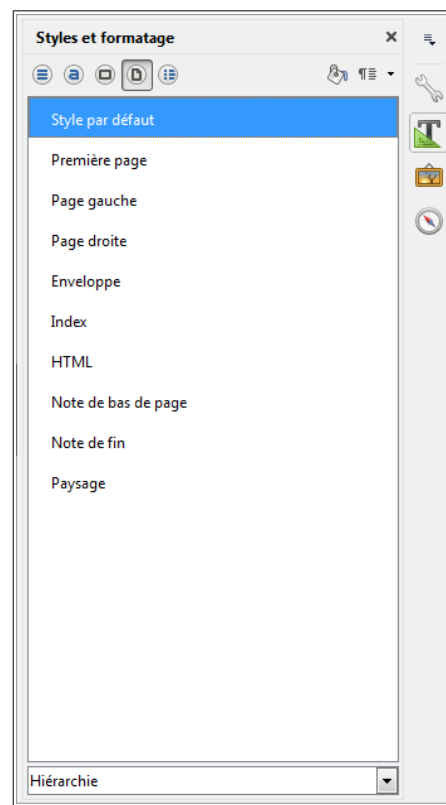 Styles et formatage
Style par défaut
Première page
Page gauche
Page droite
Enveloppe
Index
HTML
Note de bas de page
Note de fin
Paysage
Hiérarchie